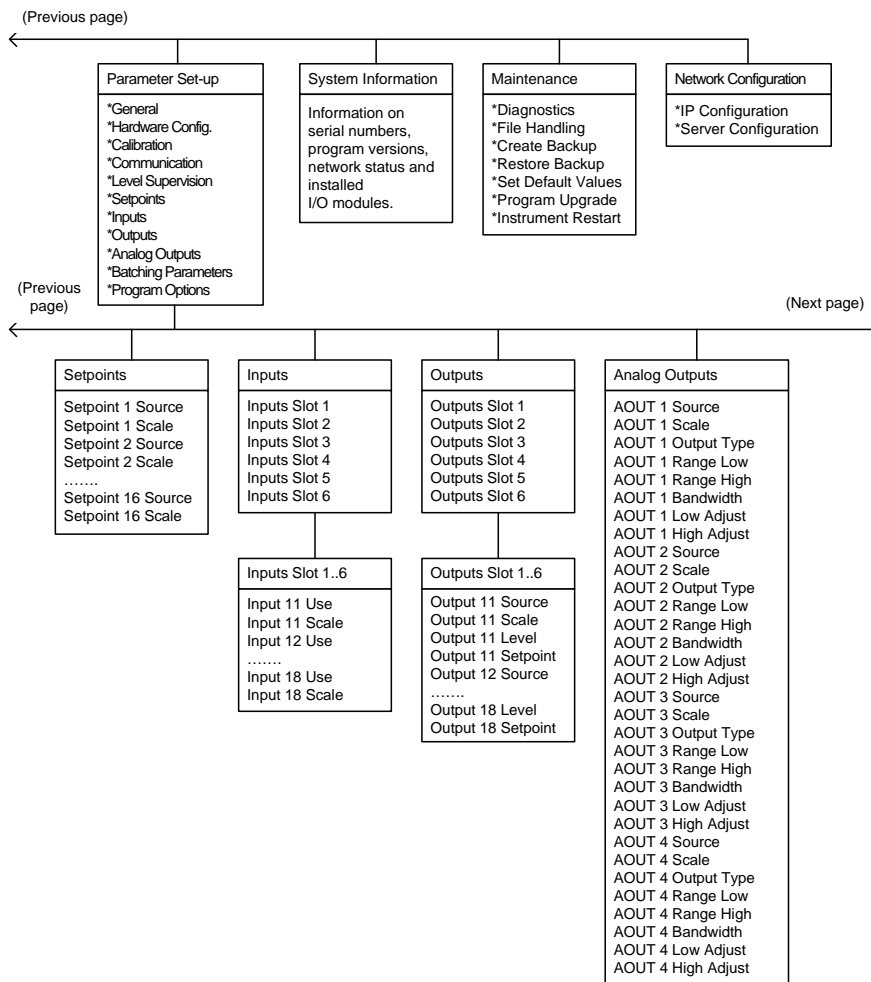 (Previous page)
Parameter Set-up
*General
*Hardware Config.
*Calibration
*Communication
*Level Supervision
*Setpoints
*Inputs
*Outputs
*Analog Outputs
*Batching Parameters
*Program Options
System Information
Information on
serial numbers,
program versions,
network status and
installed
I/O modules.
Maintenance
*Diagnostics
*File Handling
*Create Backup
*Restore Backup
*Set Default Values
*Program Upgrade
*Instrument Restart
Network Configuration
*IP Configuration
*Server Configuration
(Previous
page)
(Next page)
Setpoints
Setpoint 1 Source
Setpoint 1 Scale
Setpoint 2 Source
Setpoint 2 Scale
…….
Setpoint 16 Source
Setpoint 16 Scale
Inputs
Inputs Slot 1
Inputs Slot 2
Inputs Slot 3
Inputs Slot 4
Inputs Slot 5
Inputs Slot 6
Inputs Slot 1..6
Input 11 Use
Input 11 Scale
Input 12 Use
…….
Input 18 Use
Input 18 Scale
Outputs
Outputs Slot 1
Outputs Slot 2
Outputs Slot 3
Outputs Slot 4
Outputs Slot 5
Outputs Slot 6
Outputs Slot 1..6
Output 11 Source
Output 11 Scale
Output 11 Level
Output 11 Setpoint
Output 12 Source
…….
Output 18 Level
Output 18 Setpoint
Analog Outputs
AOUT 1 Source
AOUT 1 Scale
AOUT 1 Output Type
AOUT 1 Range Low
AOUT 1 Range High
AOUT 1 Bandwidth
AOUT 1 Low Adjust
AOUT 1 High Adjust
AOUT 2 Source
AOUT 2 Scale
AOUT 2 Output Type
AOUT 2 Range Low
AOUT 2 Range High
AOUT 2 Bandwidth
AOUT 2 Low Adjust
AOUT 2 High Adjust
AOUT 3 Source
AOUT 3 Scale
AOUT 3 Output Type
AOUT 3 Range Low
AOUT 3 Range High
AOUT 3 Bandwidth
AOUT 3 Low Adjust
AOUT 3 High Adjust
AOUT 4 Source
AOUT 4 Scale
AOUT 4 Output Type
AOUT 4 Range Low
AOUT 4 Range High
AOUT 4 Bandwidth
AOUT 4 Low Adjust
AOUT 4 High Adjust